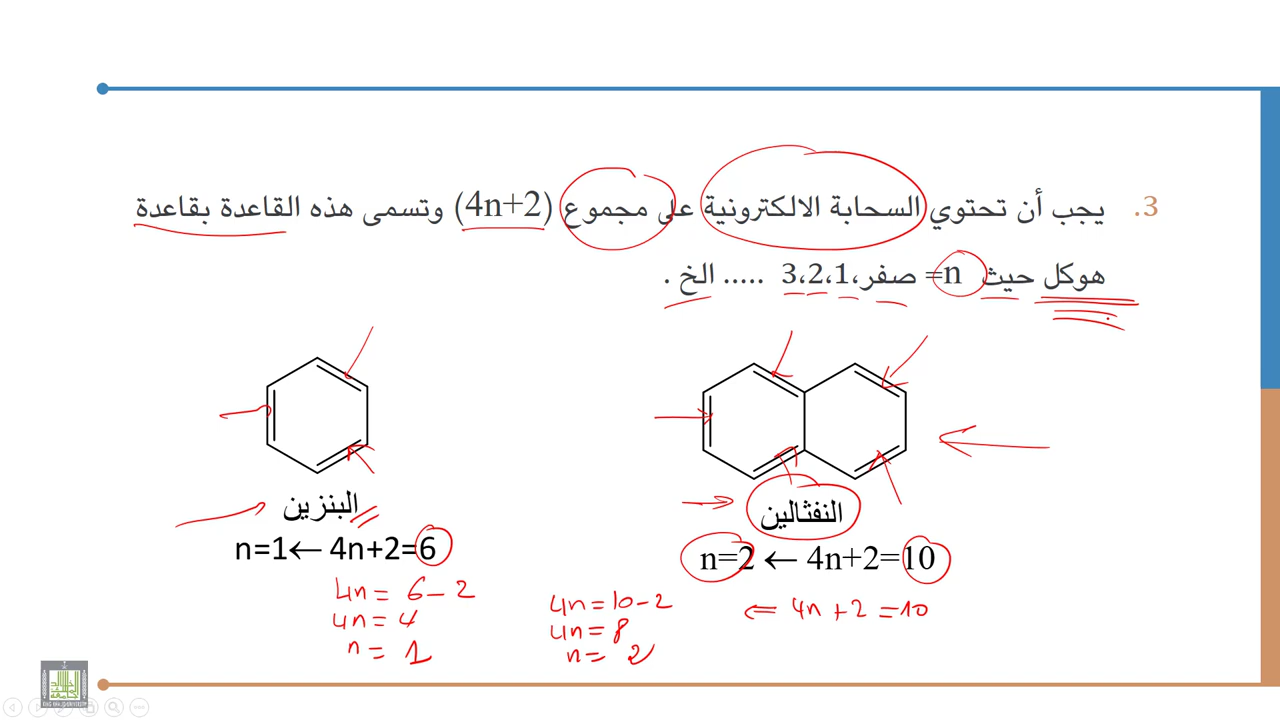 3. يجب أن تحتوي السحابة الالكترونية على مجموع (4n+2) وتسمى هذه القاعدة بقاعدة
هوكل حيث n= صفر،1،2،3 ..... الخ .
النفثالين
n=2 ← 4n+2=10
⇐ 4n+2=10
4n=10-2
4n=8
n=2
البنزين
n=1← 4n+2=6
4n=6-2
4n=4
n=1